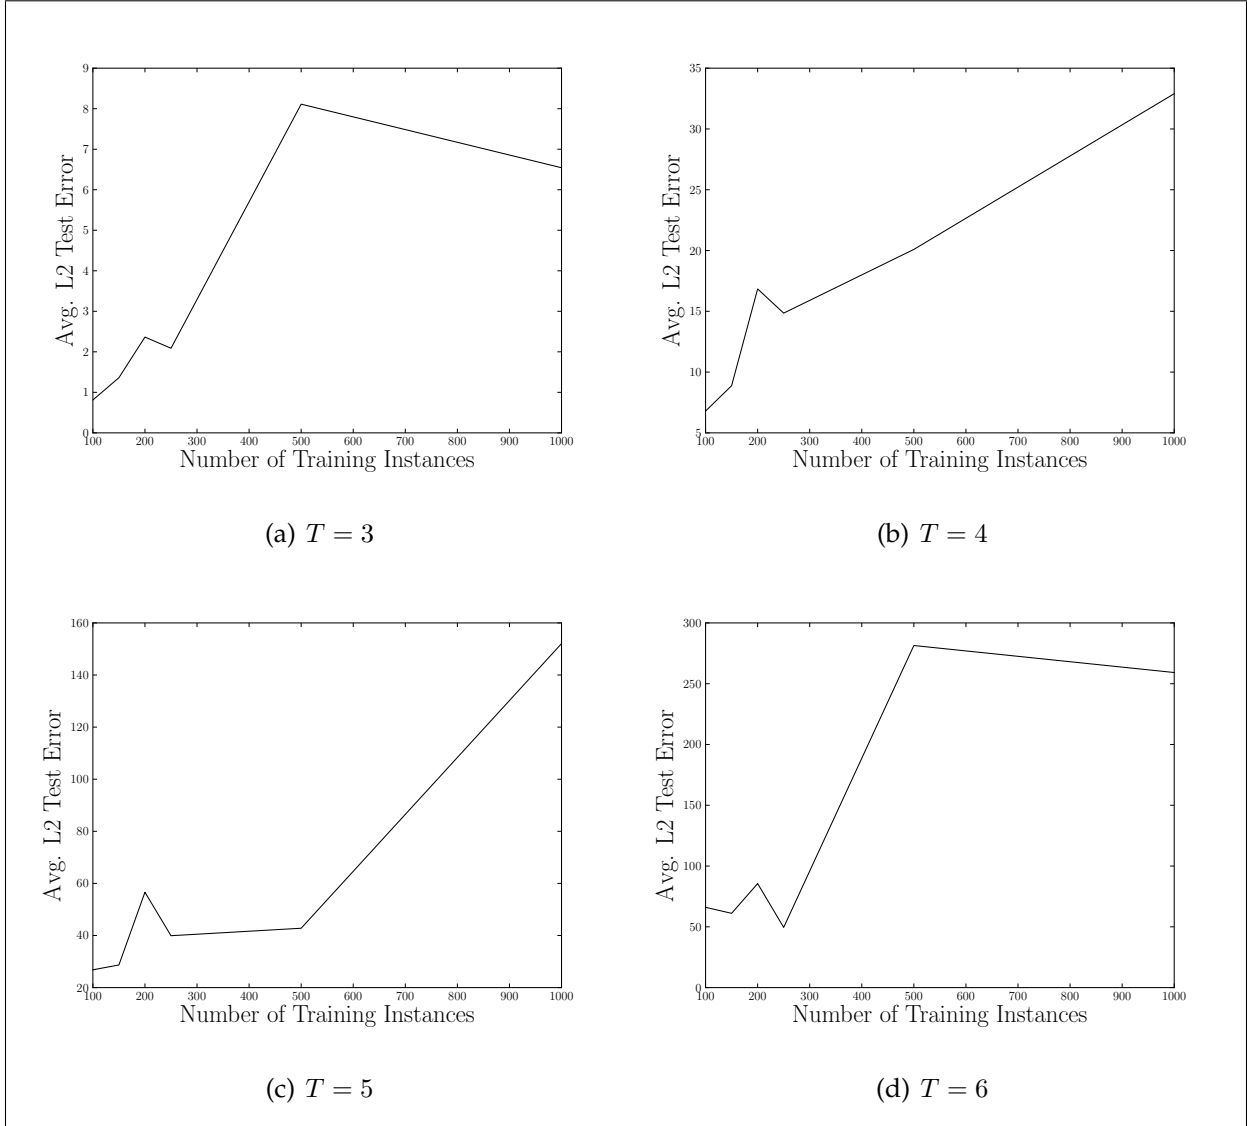 9
8
7
6
5
4
3
2
1
0
Avg. L2 Test Error
100 200 300 400 500 600 700 800 900 1000
Number of Training Instances
(a) T = 3
35
30
25
20
15
10
5
Avg. L2 Test Error
100 200 300 400 500 600 700 800 900 1000
Number of Training Instances
(b) T = 4
160
140
120
100
80
60
40
20
Avg. L2 Test Error
100 200 300 400 500 600 700 800 900 1000
Number of Training Instances
(c) T = 5
300
250
200
150
100
50
0
Avg. L2 Test Error
100 200 300 400 500 600 700 800 900 1000
Number of Training Instances
(d) T = 6